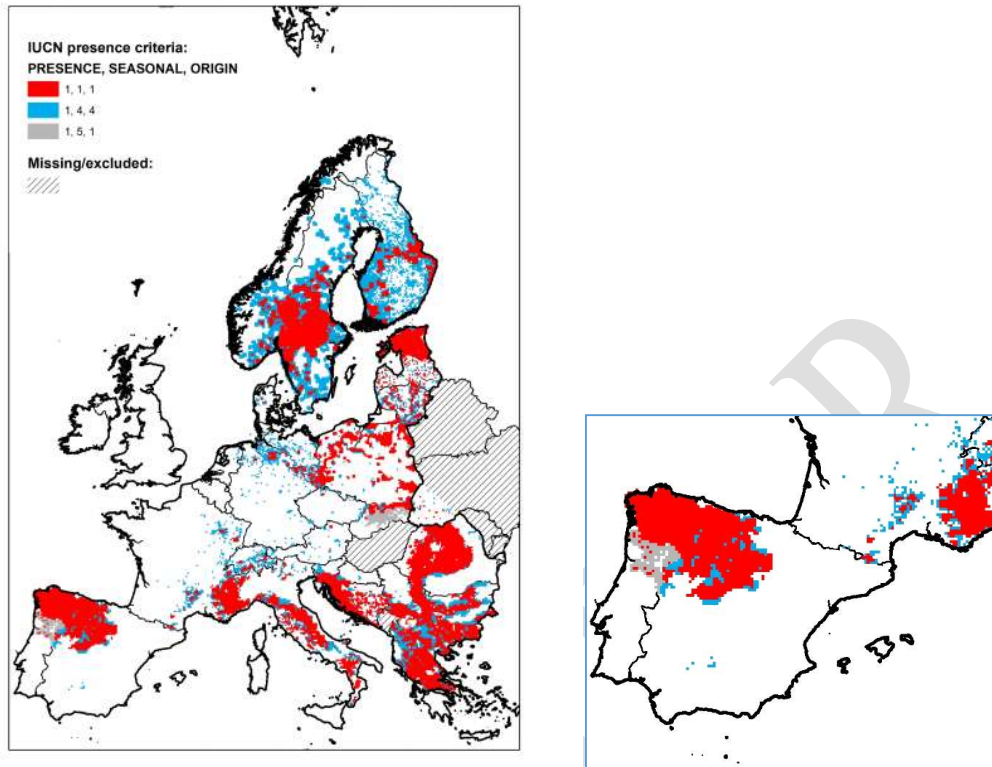 IUCN presence criteria:
PRESENCE, SEASONAL, ORIGIN
1, 1, 1
1, 4, 4
1, 5, 1
Missing/excluded:
R